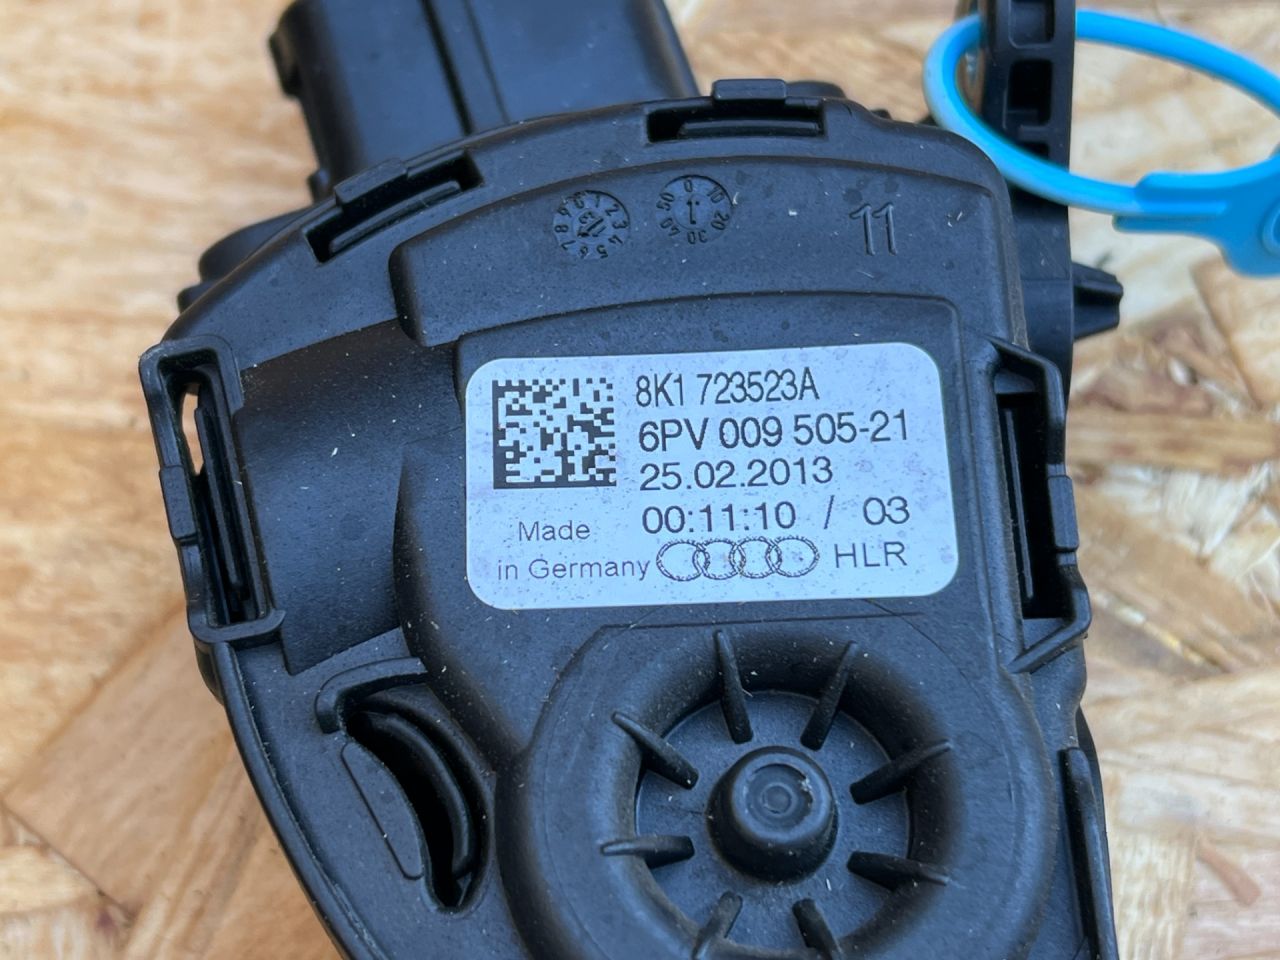 11
8K1 723523A
6PV 009 505-21
25.02.2013
00:11:10 / 03
Made
in Germany
HLR